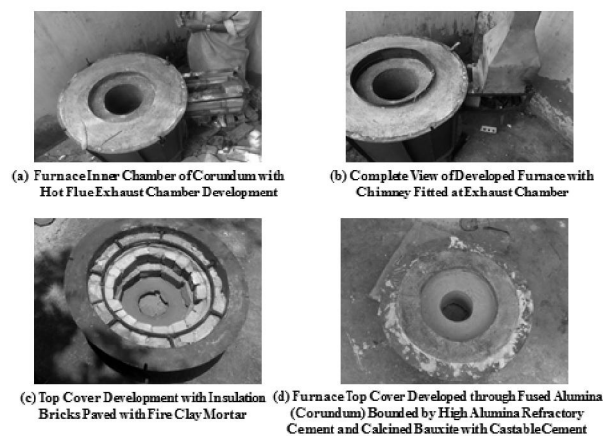 (a) Furnace Inner Chamber of Corundum with
Hot Flue Exhaust Chamber Development
(b) Complete View of Developed Furnace with
Chimney Fitted at Exhaust Chamber
(c) Top Cover Development with Insulation
Bricks Paved with Fire Clay Mortar
(d) Furnace Top Cover Developed through Fused Alumina
(Corundum) Bounded by High Alumina Refractory
Cement and Calcined Bauxite with Castable Cement